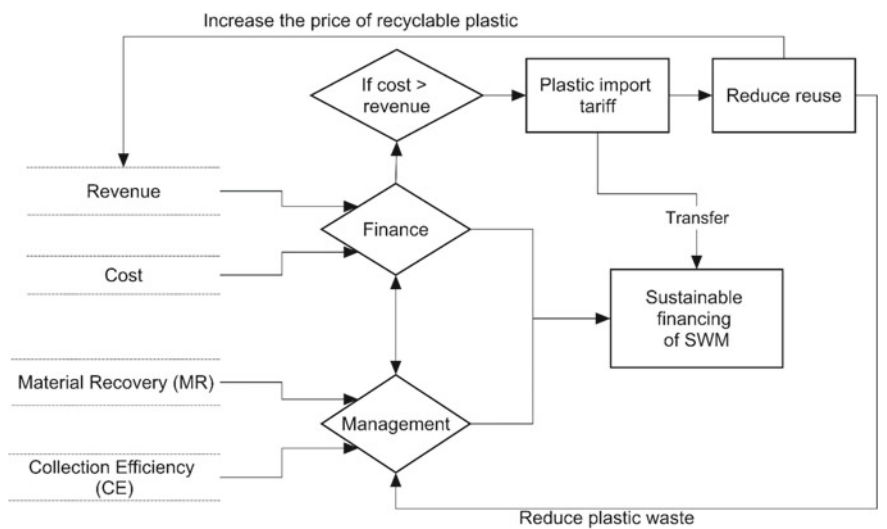 Increase the price of recyclable plastic
If cost >
revenue
Plastic import
tariff
Reduce reuse
Revenue
Finance
Transfer
Cost
Sustainable
financing
of SWM
Material Recovery (MR)
Management
Collection Efficiency
(CE)
Reduce plastic waste